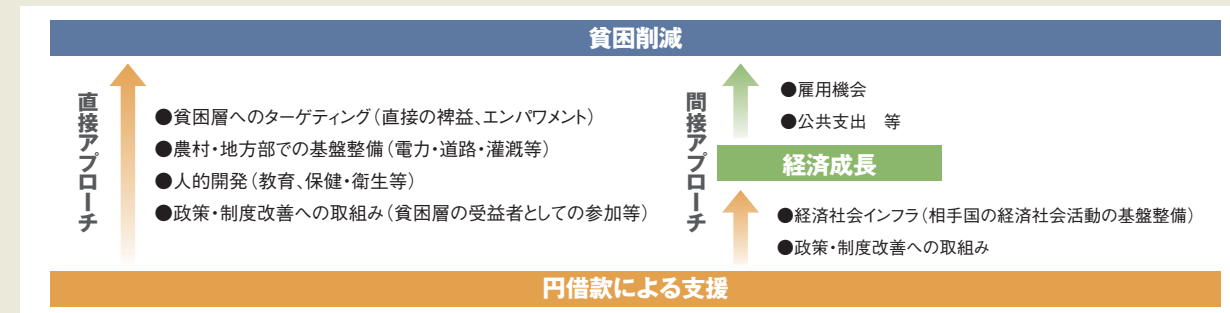 貧困削減
直接アプローチ
●貧困層へのターゲティング(直接の裨益、エンパワメント)
●農村・地方部での基盤整備(電力・道路・灌漑等)
●人的開発(教育、保健・衛生等)
●政策・制度改善への取組み(貧困層の受益者としての参加等)
間接アプローチ
●雇用機会
●公共支出　等
経済成長
●経済社会インフラ(相手国の経済社会活動の基盤整備)
●政策・制度改善への取組み
円借款による支援